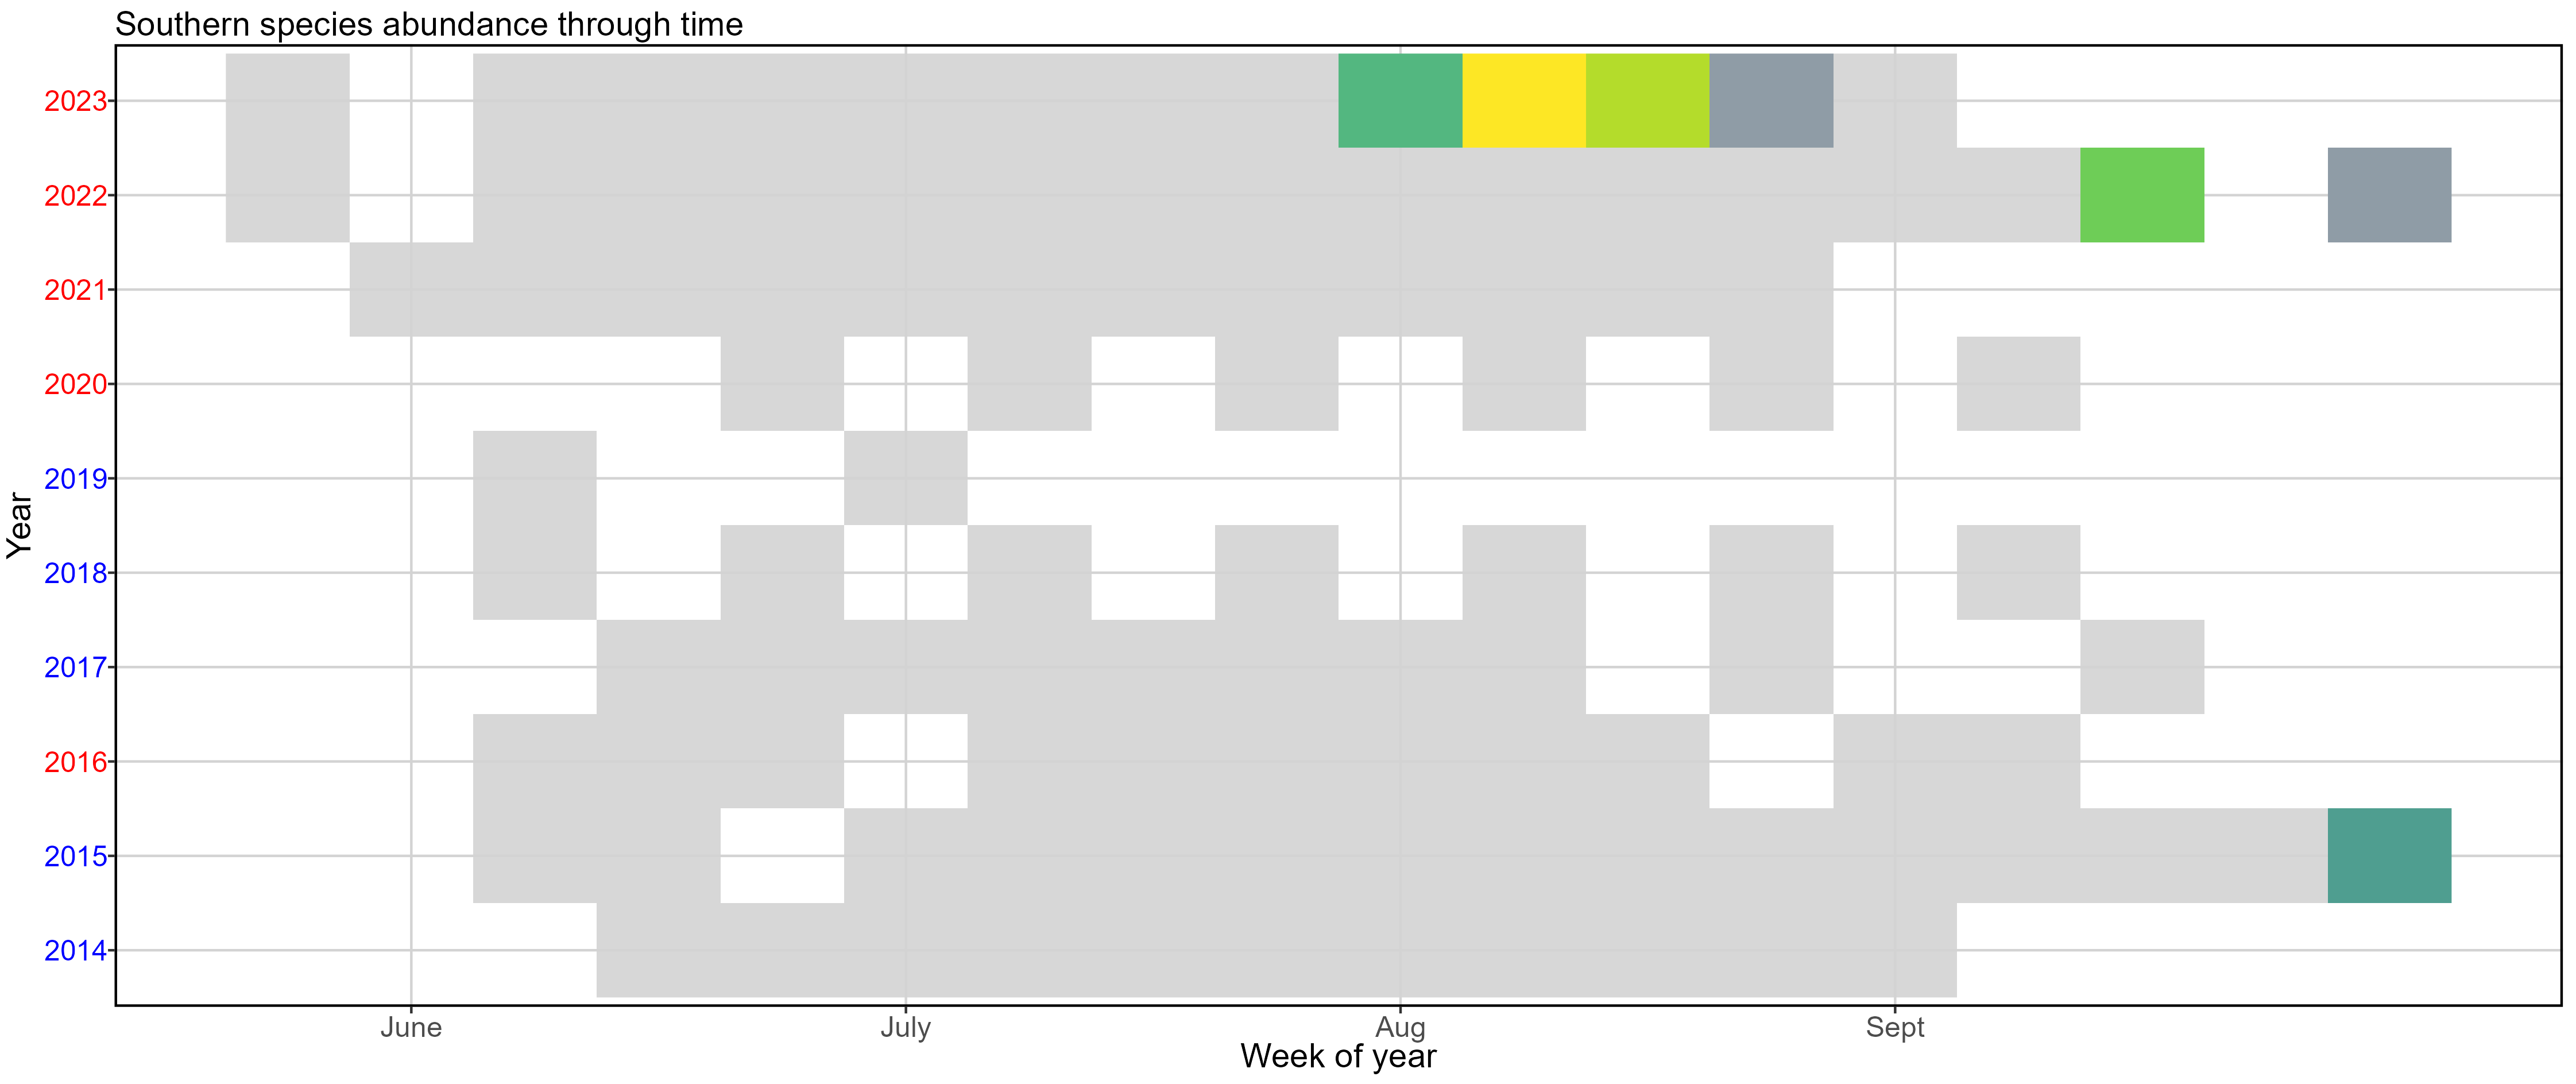 Southern species abundance through time
2023
2022
2021
2020
2019
2018
2017
2016
2015
2014
Year
June July Aug Sept
Week of year